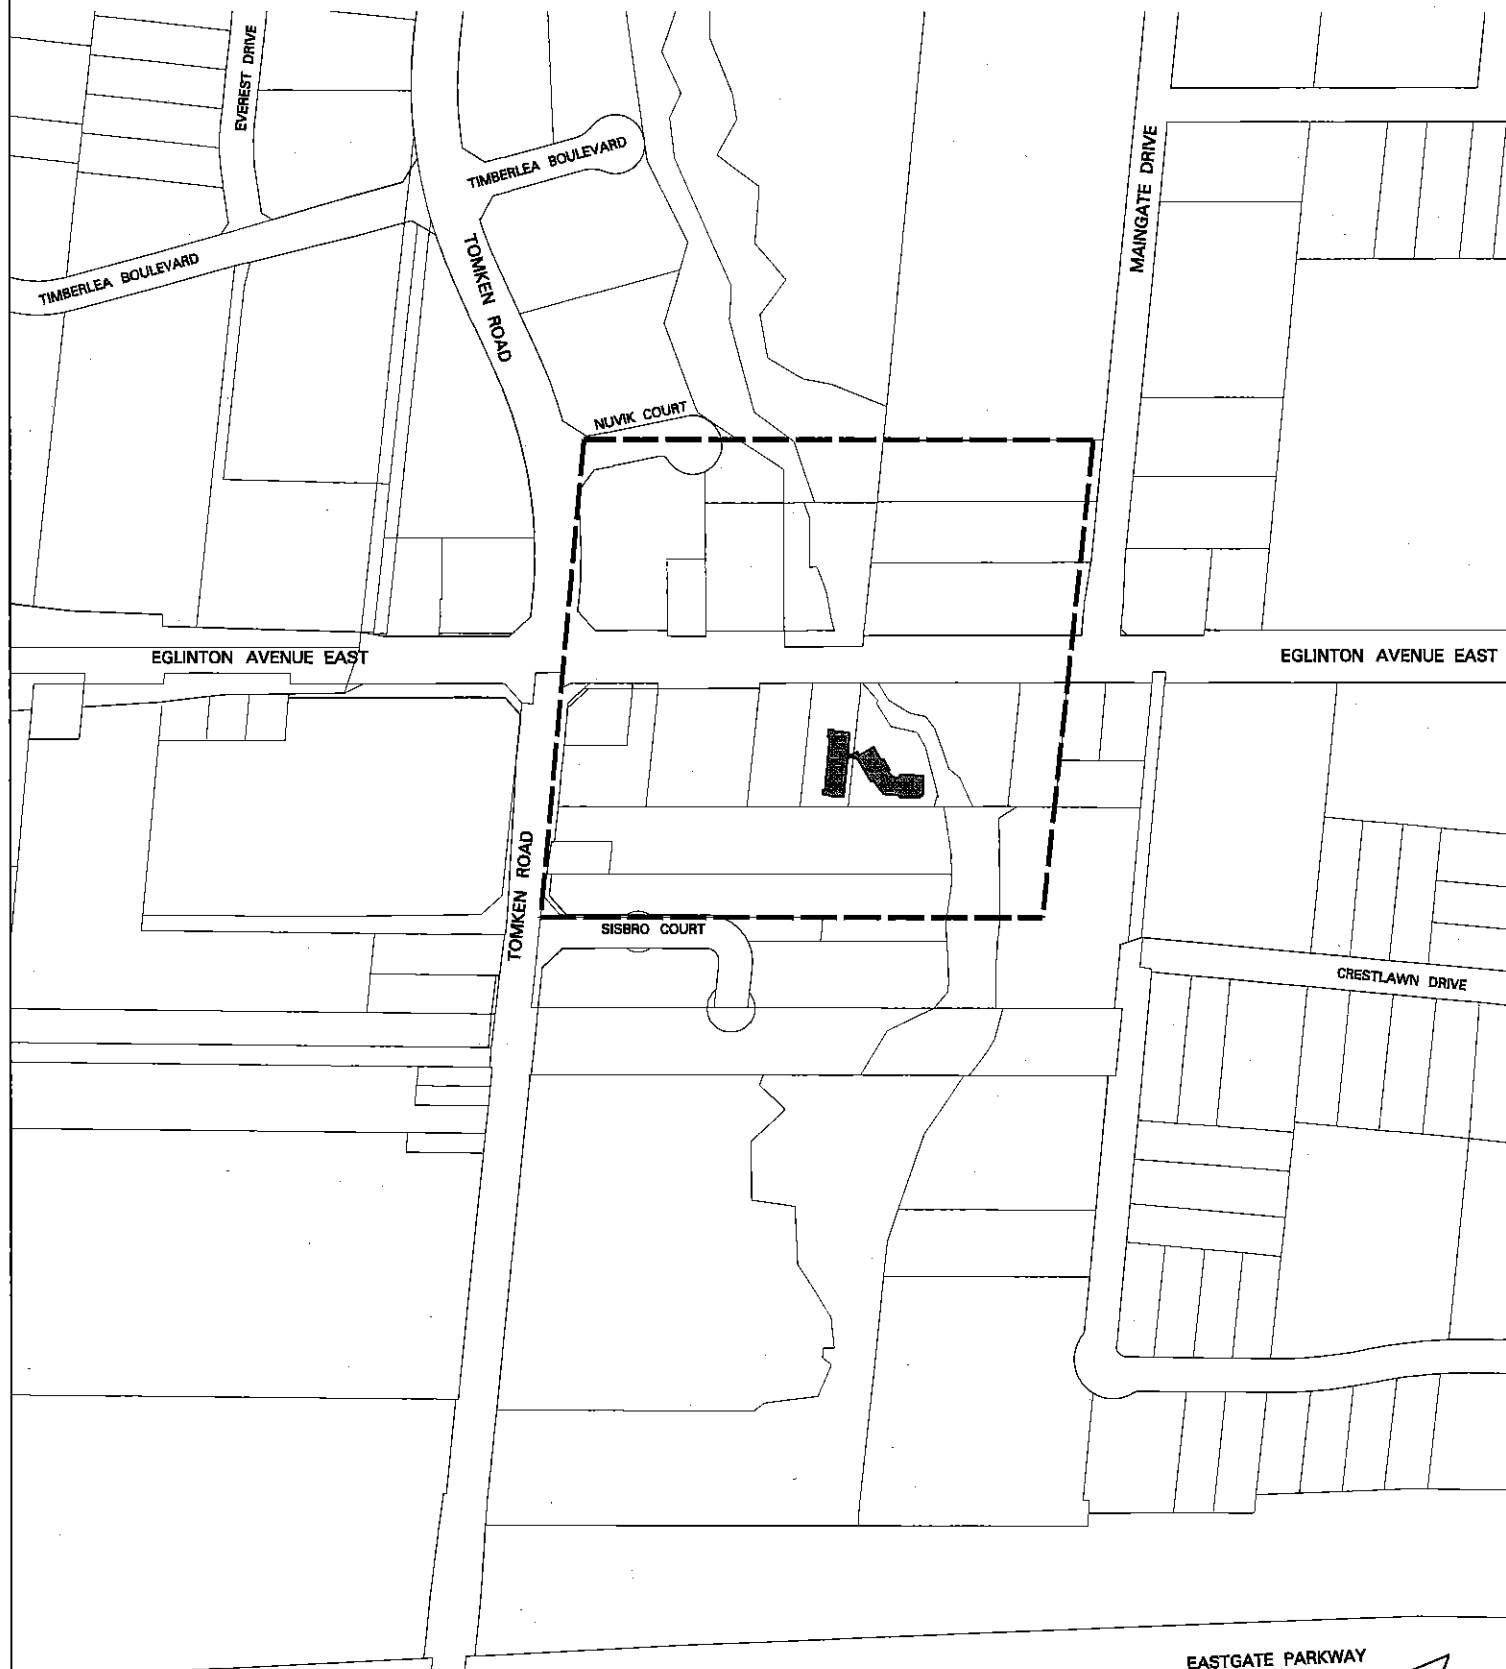 EVEREST DRIVE
TIMBERLEA BOULEVARD
MAINGATE DRIVE
TIMBERLEA BOULEVARD
TOMKEN ROAD
NUVIK COURT
EGLINTON AVENUE EAST
EGLINTON AVENUE EAST
TOMKEN ROAD
SISBRO COURT
CRESTLAWN DRIVE
EASTGATE PARKWAY